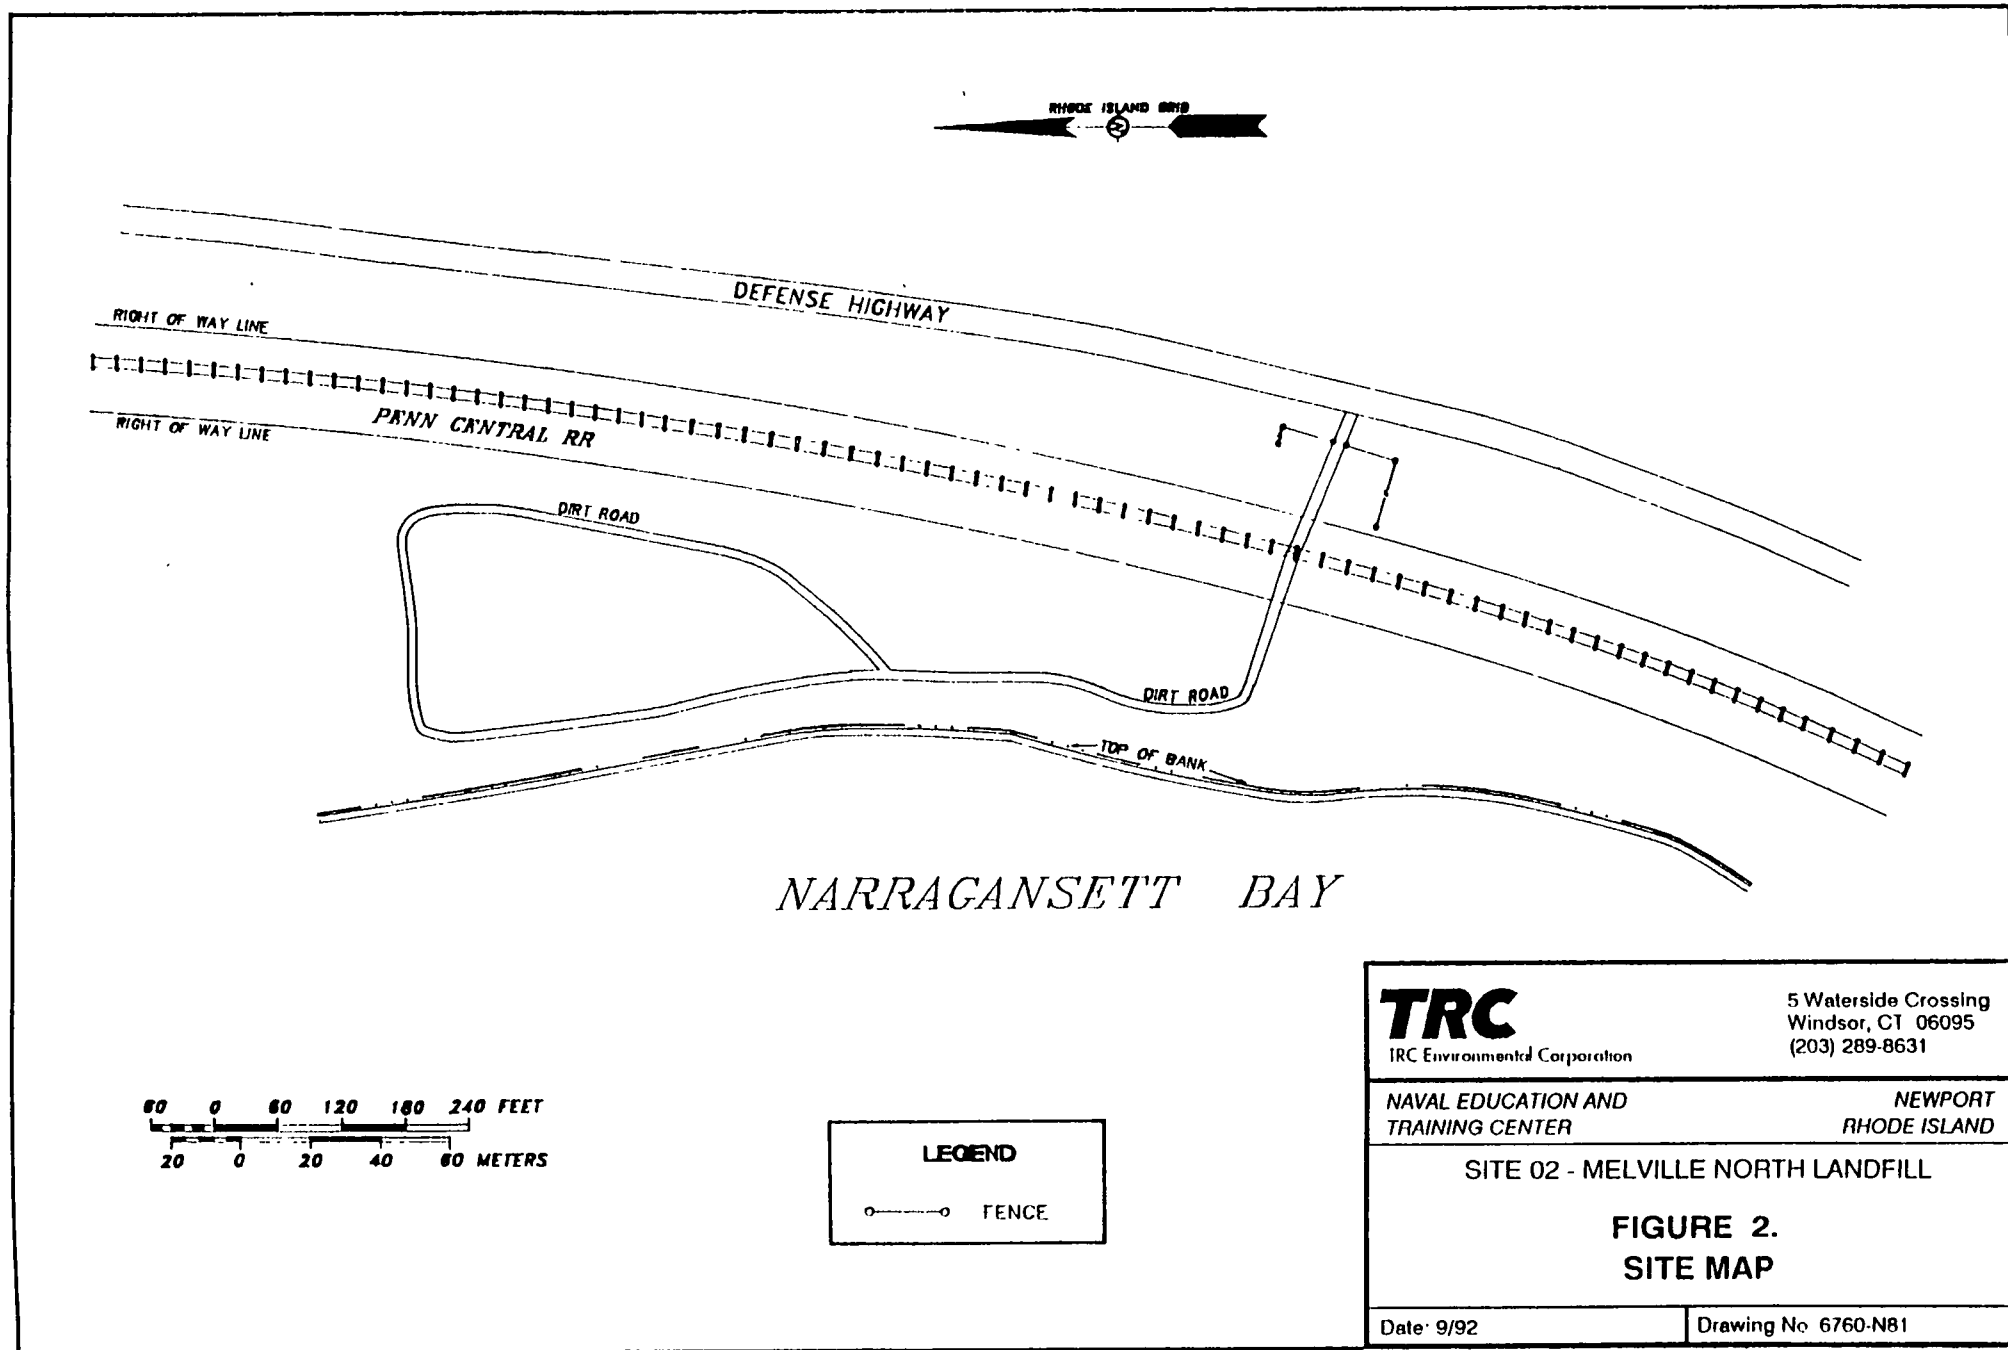 RHODE ISLAND GRID
N
DEFENSE HIGHWAY
RIGHT OF WAY LINE
PENN CENTRAL RR
RIGHT OF WAY LINE
DIRT ROAD
DIRT ROAD
TOP OF BANK
NARRAGANSETT BAY
TRC
TRC Environmental Corporation
5 Waterside Crossing
Windsor, CT 06095
(203) 289-8631
NAVAL EDUCATION AND
TRAINING CENTER
NEWPORT
RHODE ISLAND
SITE 02 - MELVILLE NORTH LANDFILL
FIGURE 2.
SITE MAP
Date: 9/92
Drawing No 6760-N81
60 0 60 120 180 240 FEET
20 0 20 40 60 METERS
LEGEND
FENCE